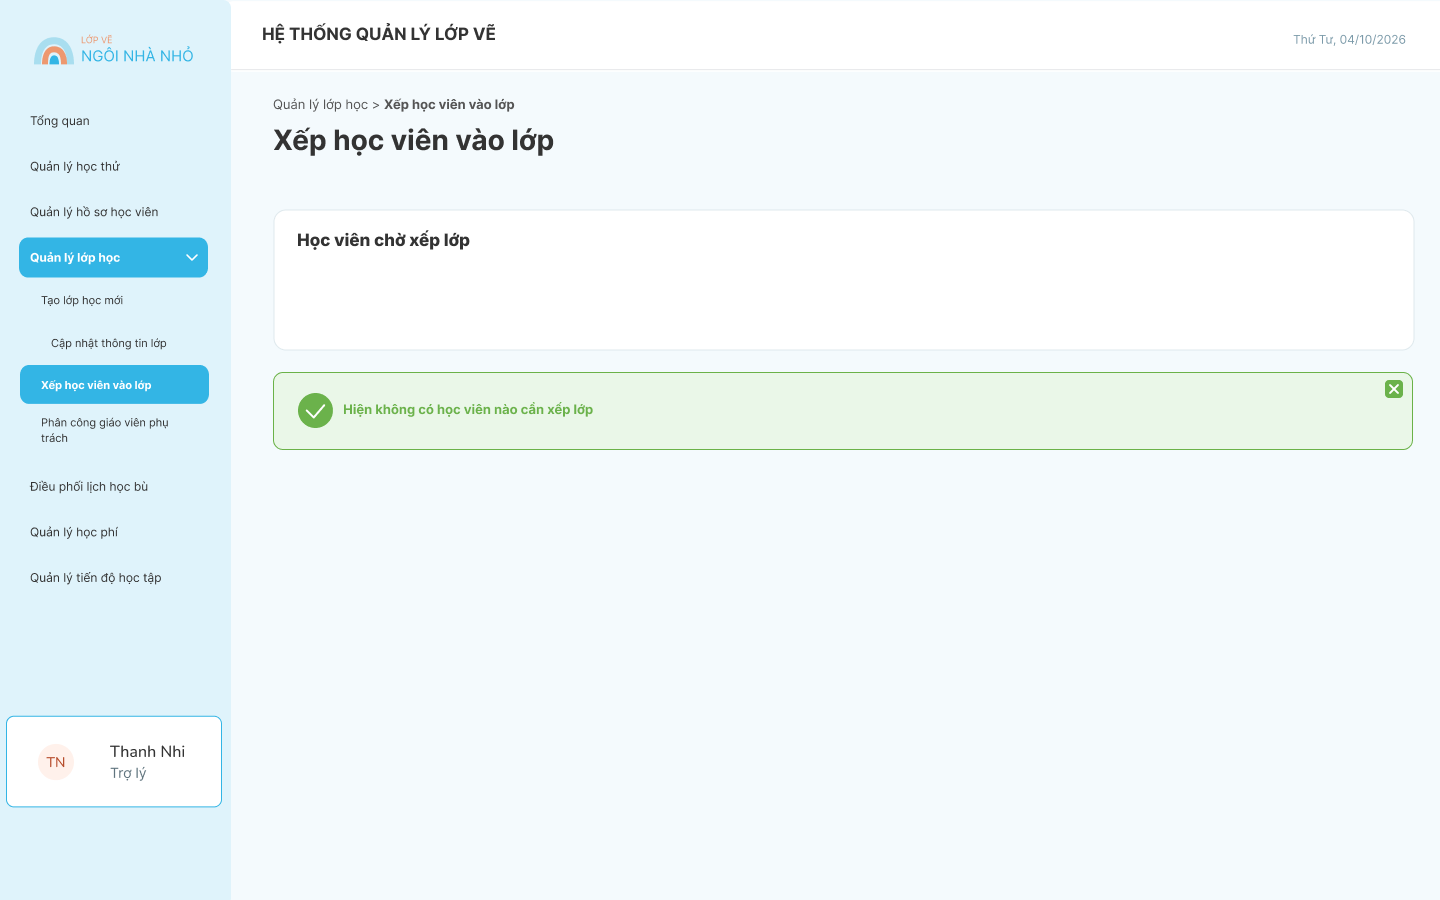 LỚP VẼ
NGÔI NHÀ NHỎ
Tổng quan
Quản lý học thử
Quản lý hồ sơ học viên
Quản lý lớp học
Tạo lớp học mới
Cập nhật thông tin lớp
Xếp học viên vào lớp
Phân công giáo viên phụ
trách
Điều phối lịch học bù
Quản lý học phí
Quản lý tiến độ học tập
TN
Thanh Nhi
Trợ lý
HỆ THỐNG QUẢN LÝ LỚP VẼ
Thứ Tư, 04/10/2026
Quản lý lớp học > Xếp học viên vào lớp
Xếp học viên vào lớp
Học viên chờ xếp lớp
Hiện không có học viên nào cần xếp lớp